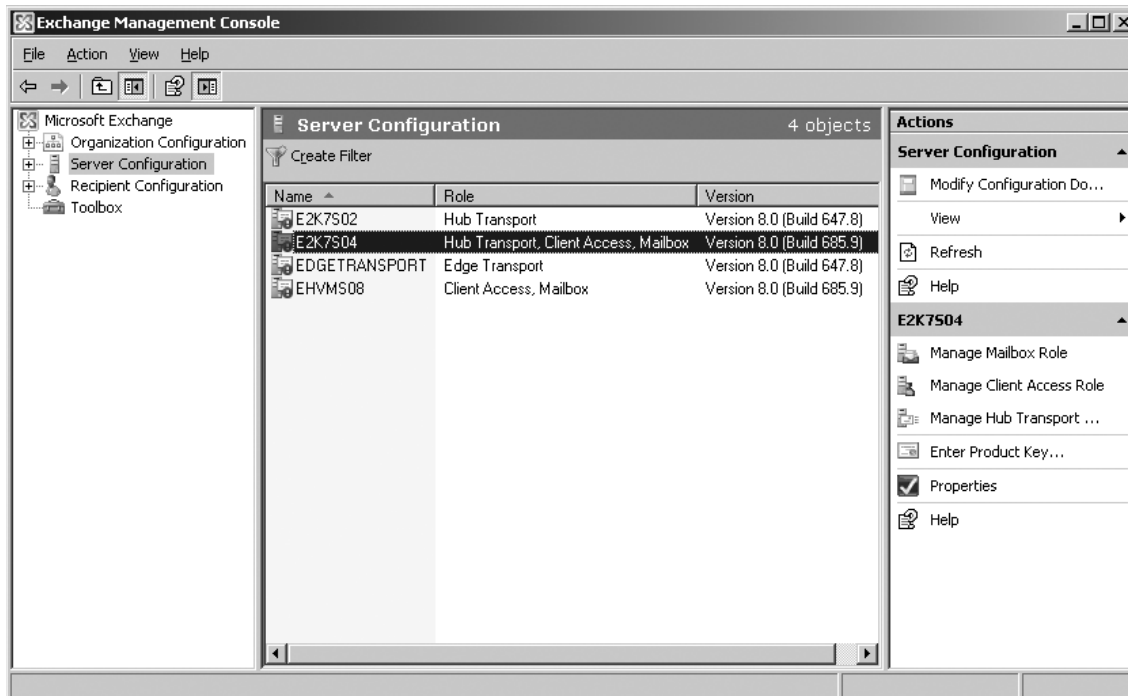 Exchange Management Console
File Action View Help
Microsoft Exchange
Organization Configuration
Server Configuration
Recipient Configuration
Toolbox
Server Configuration 4 objects
Create Filter
Name Role Version
E2K7S02 Hub Transport Version 8.0 (Build 647.8)
E2K7S04 Hub Transport, Client Access, Mailbox Version 8.0 (Build 685.9)
EDGETRANSPORT Edge Transport Version 8.0 (Build 647.8)
EHVMS08 Client Access, Mailbox Version 8.0 (Build 685.9)
Actions
Server Configuration
Modify Configuration Do...
View
Refresh
Help
E2K7S04
Manage Mailbox Role
Manage Client Access Role
Manage Hub Transport ...
Enter Product Key...
Properties
Help